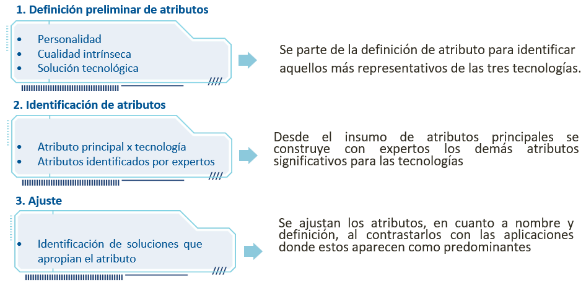 1. Definición preliminar de atributos
• Personalidad
• Cualidad intrínseca
• Solución tecnológica
Se parte de la definición de atributo para identificar
aquellos más representativos de las tres tecnologías.
2. Identificación de atributos
• Atributo principal x tecnología
• Atributos identificados por expertos
Desde el insumo de atributos principales se
construye con expertos los demás atributos
significativos para las tecnologías
3. Ajuste
• Identificación de soluciones que
apropian el atributo
Se ajustan los atributos, en cuanto a nombre y
definición, al contrastarlos con las aplicaciones
donde estos aparecen como predominantes